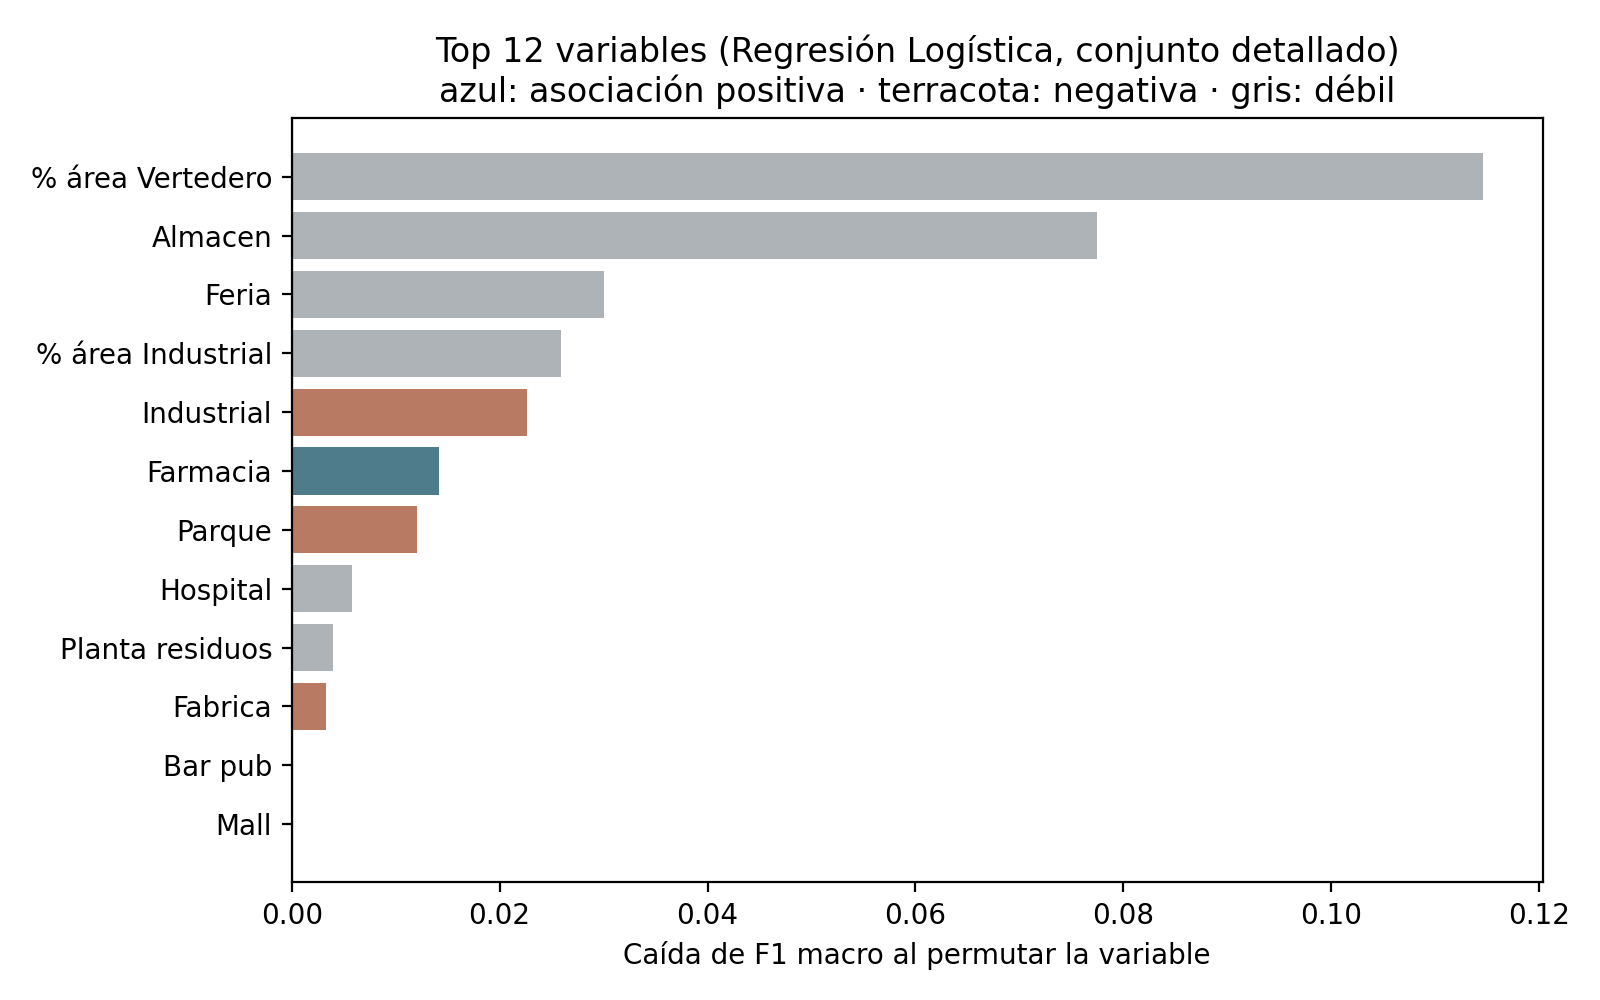 Top 12 variables (Regresión Logística, conjunto detallado)
azul: asociación positiva · terracota: negativa · gris: débil
% área Vertedero
Almacen
Feria
% área Industrial
Industrial
Farmacia
Parque
Hospital
Planta residuos
Fabrica
Bar pub
Mall
0.00 0.02 0.04 0.06 0.08 0.10 0.12
Caída de F1 macro al permutar la variable